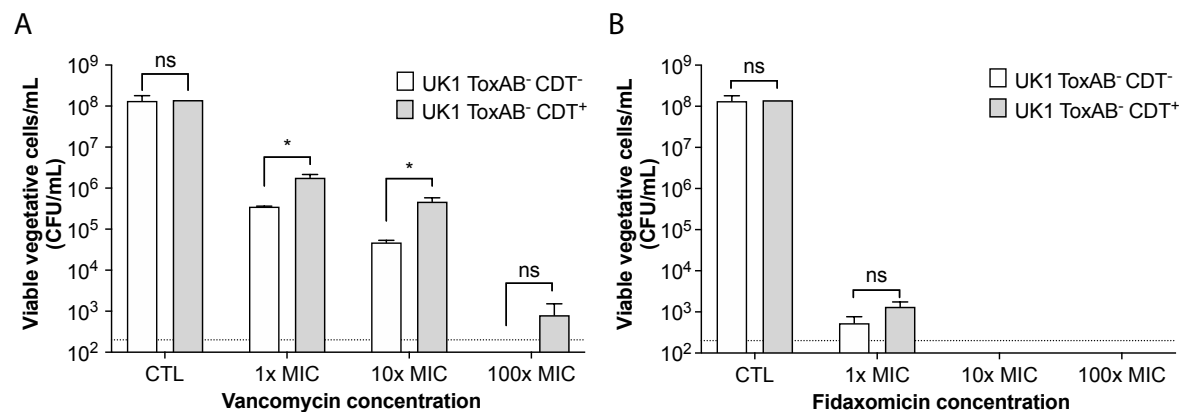 A
Viable vegetative cells/mL
(CFU/mL)
10⁹
10⁸
10⁷
10⁶
10⁵
10⁴
10³
10²
ns
*
*
ns
UK1 ToxAB⁻ CDT⁻
UK1 ToxAB⁻ CDT⁺
CTL 1x MIC 10x MIC 100x MIC
Vancomycin concentration
B
Viable vegetative cells/mL
(CFU/mL)
10⁹
10⁸
10⁷
10⁶
10⁵
10⁴
10³
10²
ns
ns
UK1 ToxAB⁻ CDT⁻
UK1 ToxAB⁻ CDT⁺
CTL 1x MIC 10x MIC 100x MIC
Fidaxomicin concentration